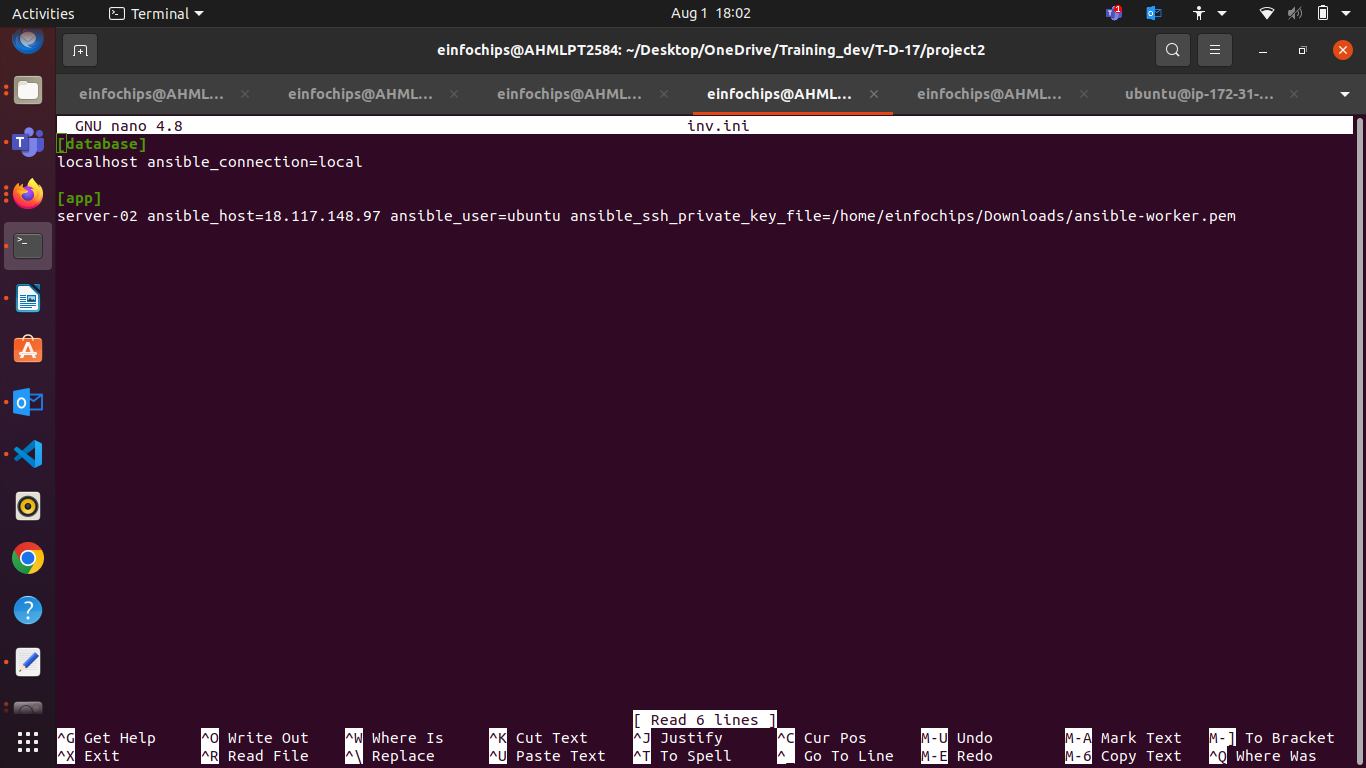 Activities Terminal Aug 1 18:02 1
einfochips@AHMLPT2584: ~/Desktop/OneDrive/Training_dev/T-D-17/project2
einfochips@AHML... einfochips@AHML... einfochips@AHML... einfochips@AHML... einfochips@AHML... ubuntu@ip-172-31-...
GNU nano 4.8 inv.ini
[database]
localhost ansible_connection=local
[app]
server-02 ansible_host=18.117.148.97 ansible_user=ubuntu ansible_ssh_private_key_file=/home/einfochips/Downloads/ansible-worker.pem
[ Read 6 lines ]
^G Get Help ^O Write Out ^W Where Is ^K Cut Text ^J Justify ^C Cur Pos M-U Undo M-A Mark Text M-] To Bracket
^X Exit ^R Read File ^\ Replace ^U Paste Text ^T To Spell ^_ Go To Line M-E Redo M-6 Copy Text ^Q Where Was